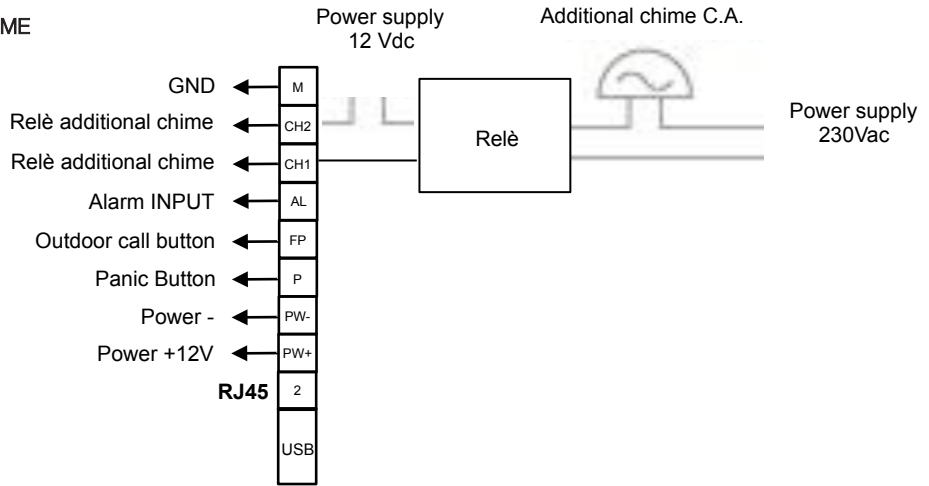 ME
Power supply
12 Vdc
Additional chime C.A.
GND
M
Relè additional chime
CH2
Relè additional chime
CH1
Alarm INPUT
AL
Outdoor call button
FP
Panic Button
P
Power -
PW-
Power +12V
PW+
RJ45
2
USB
Relè
Power supply
230Vac